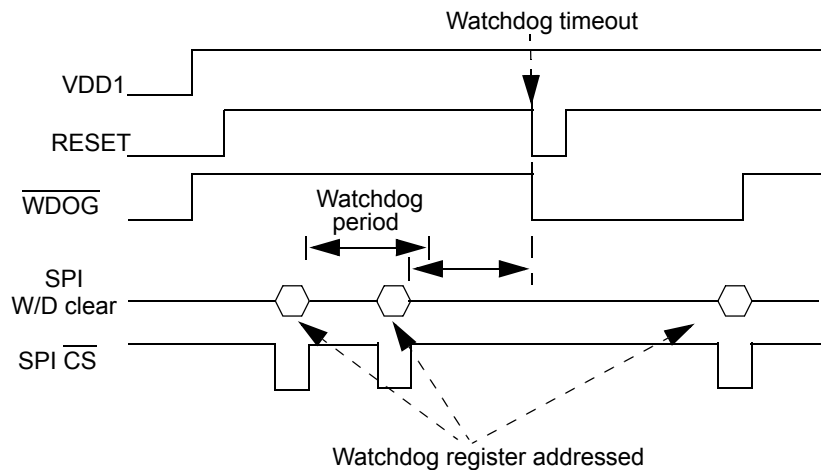 Watchdog timeout
VDD1
RESET
WDOG
Watchdog
period
SPI
W/D clear
SPI CS
Watchdog register addressed